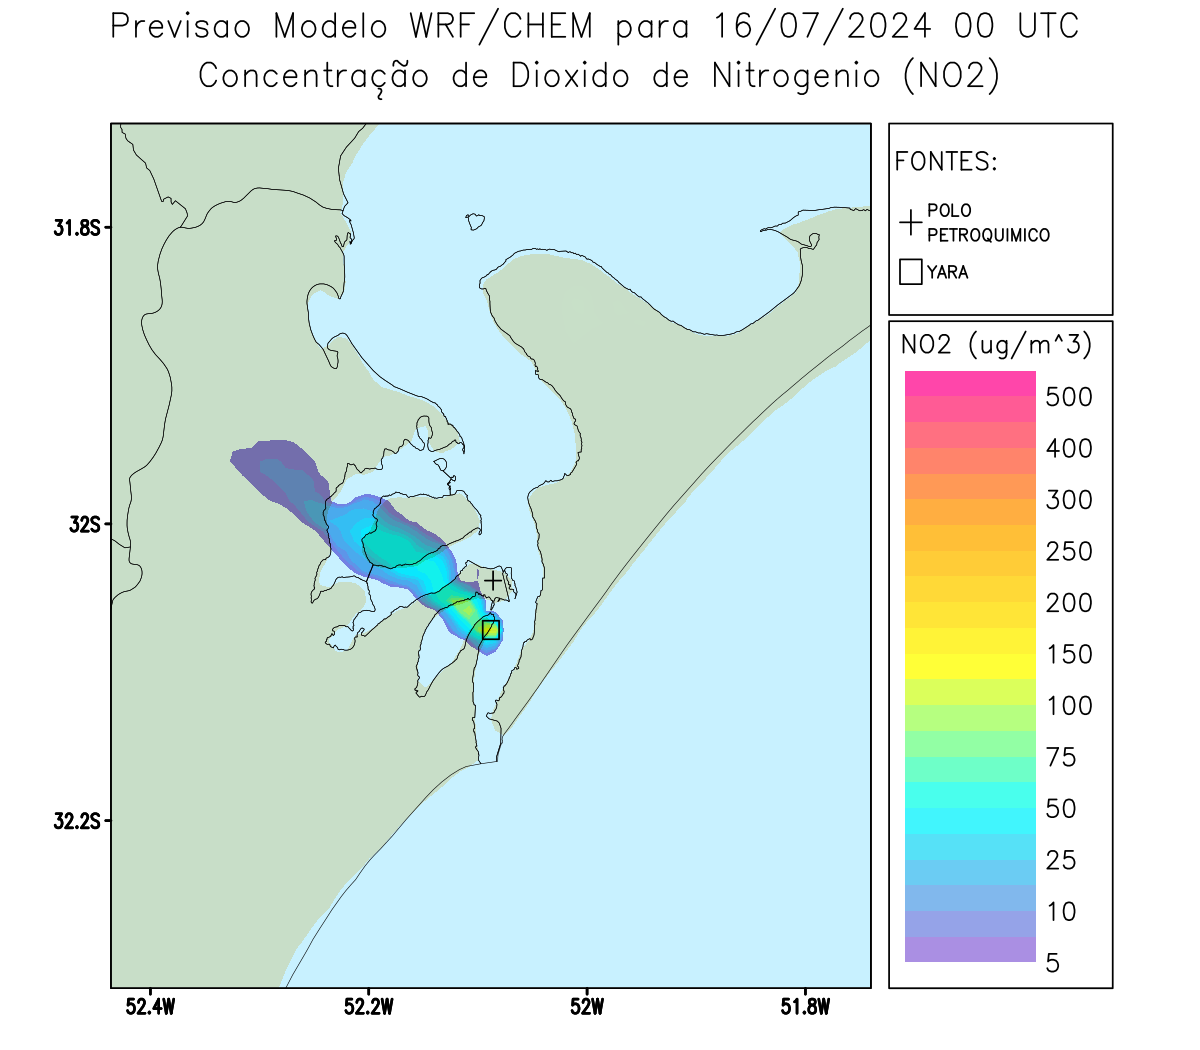 Previsao Modelo WRF/CHEM para 16/07/2024 00 UTC
Concentração de Dioxido de Nitrogenio (NO2)
FONTES:
POLO
PETROQUIMICO
YARA
NO2 (ug/m^3)
500
400
300
250
200
150
100
75
50
25
10
5
31.8S
32S
32.2S
52.4W
52.2W
52W
51.8W